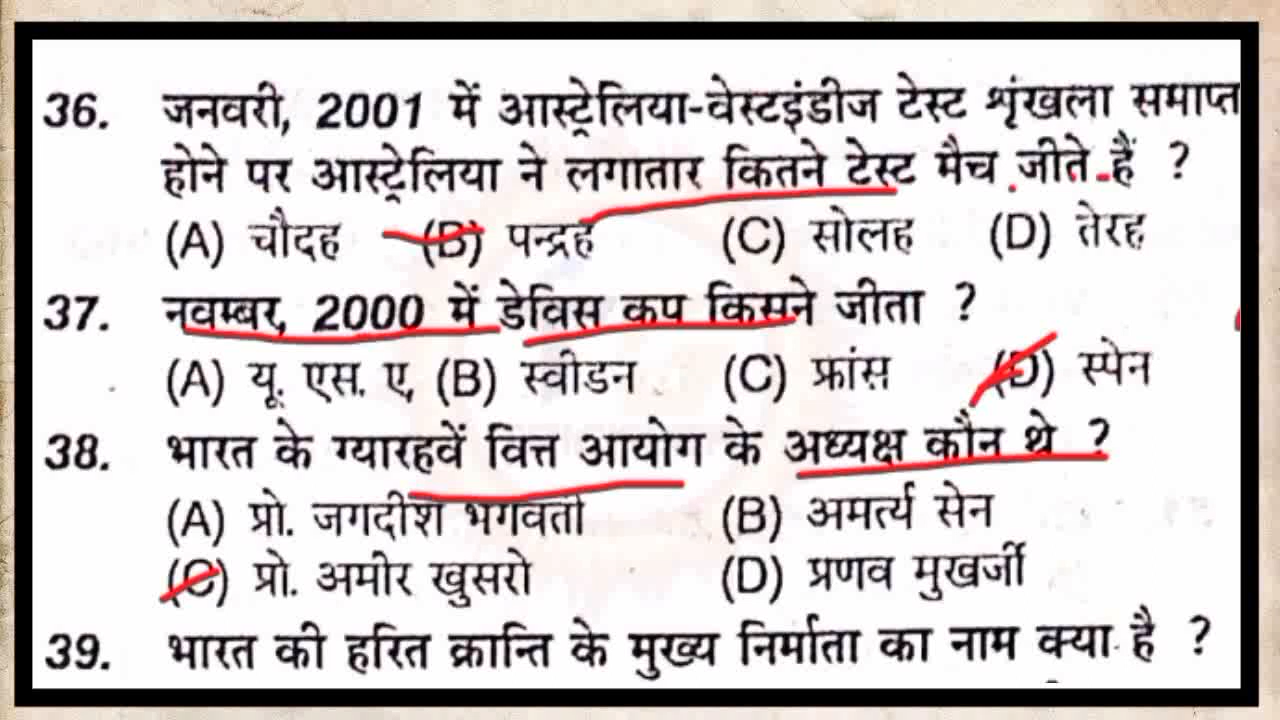 36. जनवरी, 2001 में आस्ट्रेलिया-वेस्टइंडीज टेस्ट शृंखला समाप्त
होने पर आस्ट्रेलिया ने लगातार कितने टेस्ट मैच जीते हैं ?
(A) चौदह (B) पन्द्रह (C) सोलह (D) तेरह
37. नवम्बर, 2000 में डेविस कप किसने जीता ?
(A) यू. एस. ए. (B) स्वीडन (C) फ्रांस (D) स्पेन
38. भारत के ग्यारहवें वित्त आयोग के अध्यक्ष कौन थे ?
(A) प्रो. जगदीश भगवती (B) अमर्त्य सेन
(C) प्रो. अमीर खुसरो (D) प्रणव मुखर्जी
39. भारत की हरित क्रान्ति के मुख्य निर्माता का नाम क्या है ?